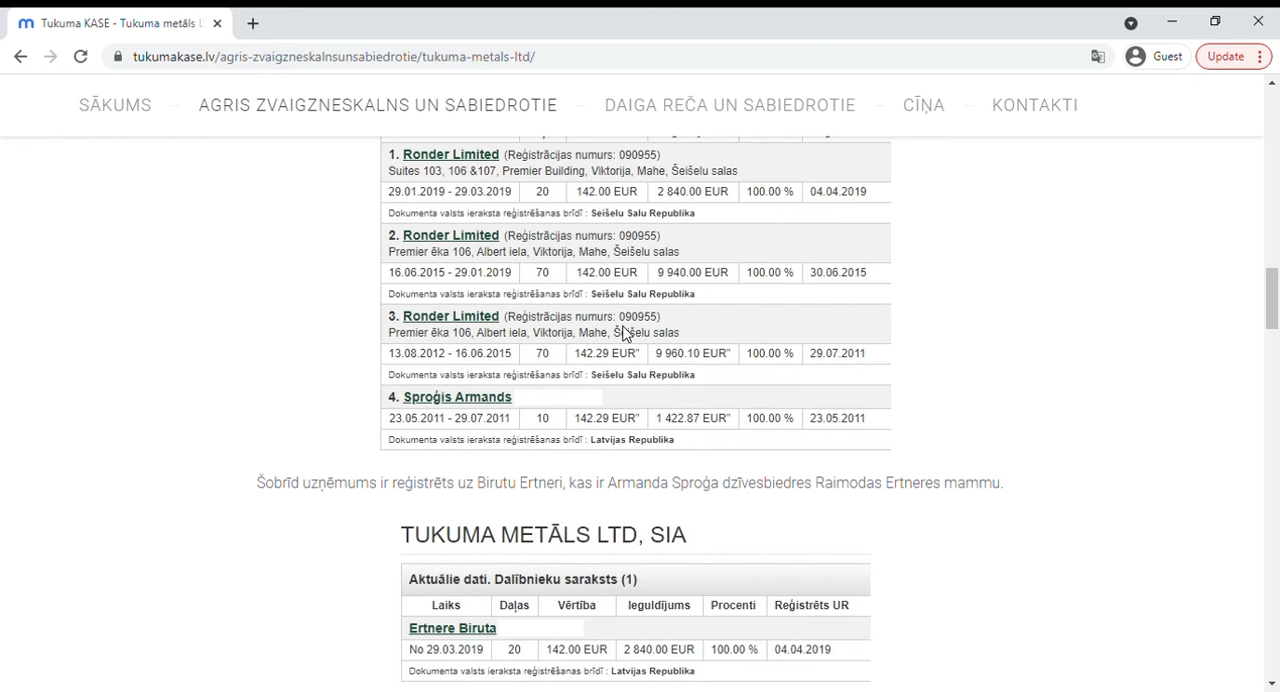 Tukuma KASE - Tukuma metāls L
tukumakase.lv/agris-zvaigzneskalnsunsabiedrotie/tukuma-metals-ltd/
Guest
Update
SĀKUMS
AGRIS ZVAIGZNESKALNS UN SABIEDROTIE
DAIGA REČA UN SABIEDROTIE
CĪŅA
KONTAKTI
1. Ronder Limited (Reģistrācijas numurs: 090955)
Suites 103, 106 &107, Premier Building, Viktorija, Mahe, Šeišelu salas
29.01.2019 - 29.03.2019 20 142.00 EUR 2 840.00 EUR 100.00 % 04.04.2019
Dokumenta valsts ieraksta reģistrēšanas brīdī : Seišelu Salu Republika
2. Ronder Limited (Reģistrācijas numurs: 090955)
Premier ēka 106, Albert iela, Viktorija, Mahe, Šeišelu salas
16.06.2015 - 29.01.2019 70 142.00 EUR 9 940.00 EUR 100.00 % 30.06.2015
Dokumenta valsts ieraksta reģistrēšanas brīdī : Seišelu Salu Republika
3. Ronder Limited (Reģistrācijas numurs: 090955)
Premier ēka 106, Albert iela, Viktorija, Mahe, Šeišelu salas
13.08.2012 - 16.06.2015 70 142.29 EUR" 9 960.10 EUR" 100.00 % 29.07.2011
Dokumenta valsts ieraksta reģistrēšanas brīdī : Seišelu Salu Republika
4. Sproģis Armands
23.05.2011 - 29.07.2011 10 142.29 EUR" 1 422.87 EUR" 100.00 % 23.05.2011
Dokumenta valsts ieraksta reģistrēšanas brīdī : Latvijas Republika
Šobrīd uzņēmums ir reģistrēts uz Birutu Ertneri, kas ir Armanda Sproģa dzīvesbiedres Raimodas Ertneres mammu.
TUKUMA METĀLS LTD, SIA
Aktuālie dati. Dalībnieku saraksts (1)
Laiks Daļas Vērtība Ieguldījums Procenti Reģistrēts UR
Ertnere Biruta
No 29.03.2019 20 142.00 EUR 2 840.00 EUR 100.00 % 04.04.2019
Dokumenta valsts ieraksta reģistrēšanas brīdī : Latvijas Republika